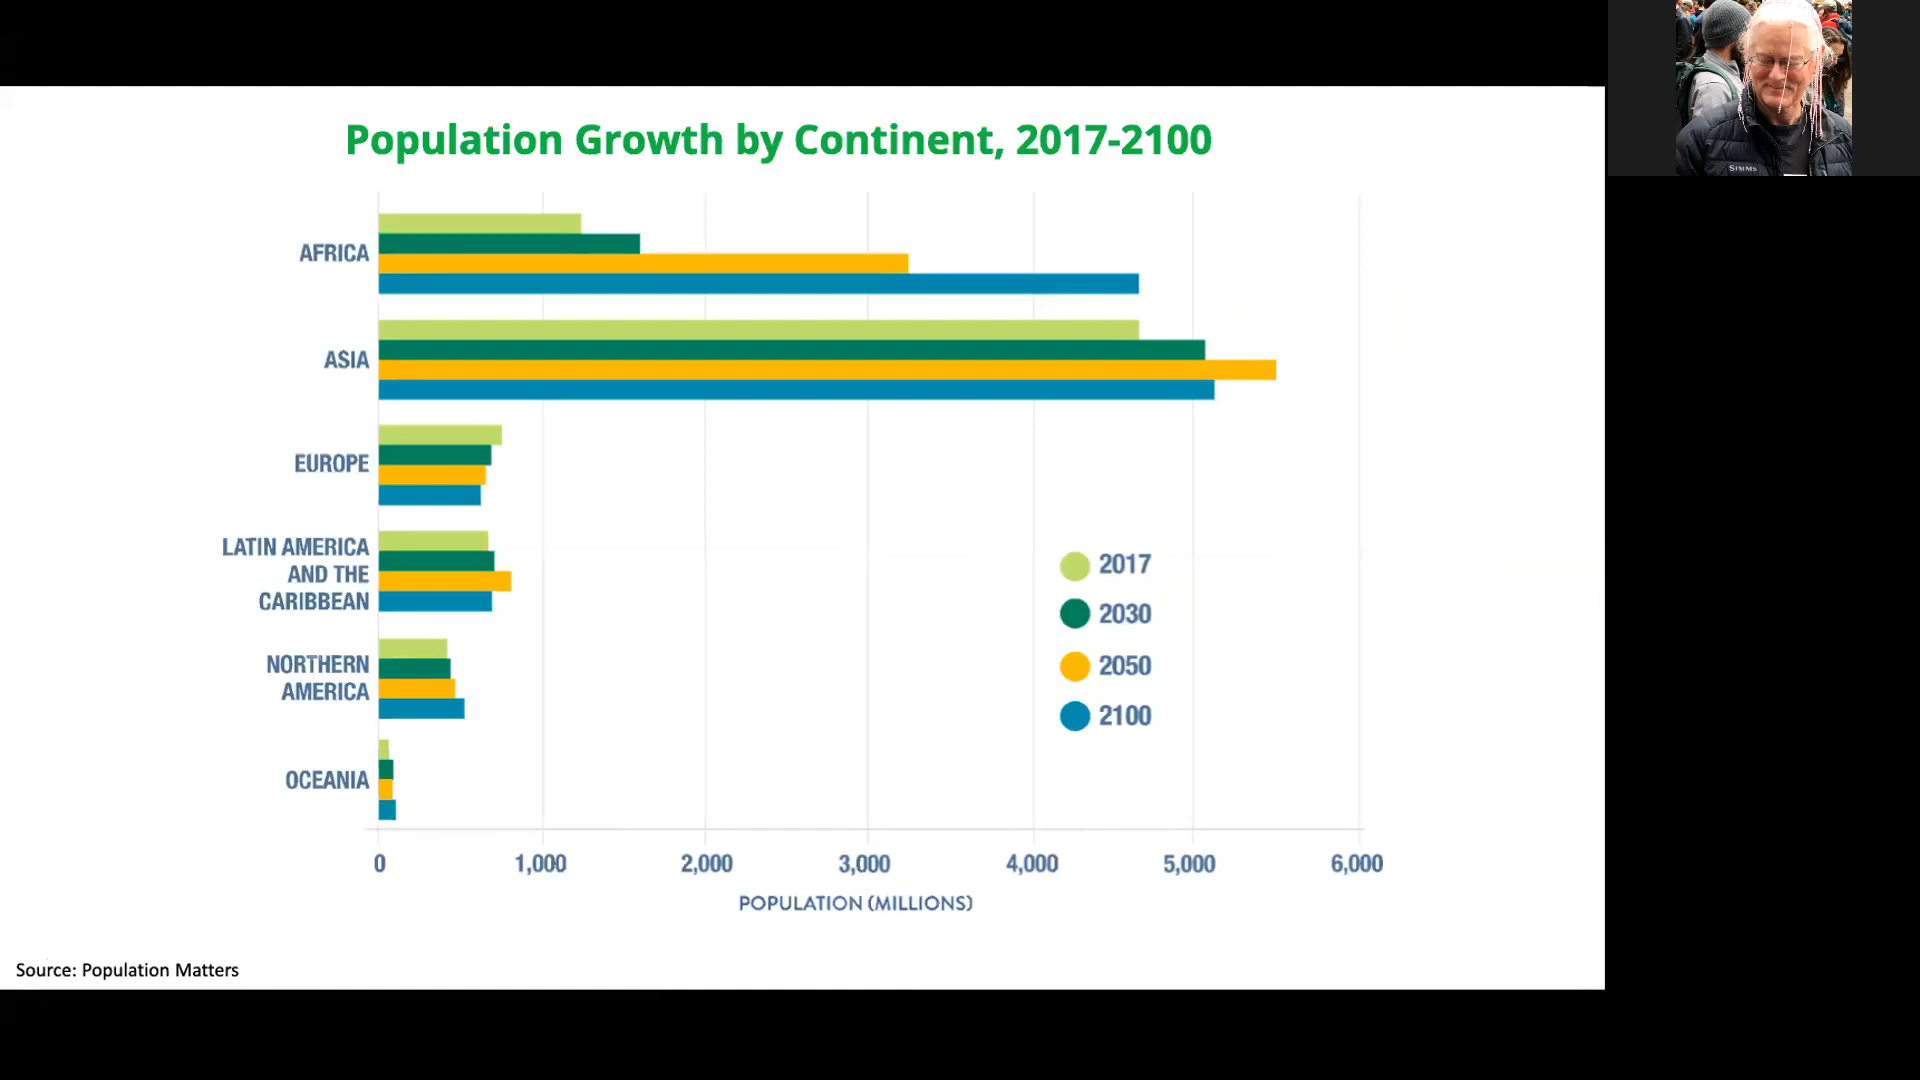 Population Growth by Continent, 2017-2100
AFRICA
ASIA
EUROPE
LATIN AMERICA
AND THE
CARIBBEAN
NORTHERN
AMERICA
OCEANIA
2017
2030
2050
2100
0 1,000 2,000 3,000 4,000 5,000 6,000
POPULATION (MILLIONS)
Source: Population Matters
SIMMS